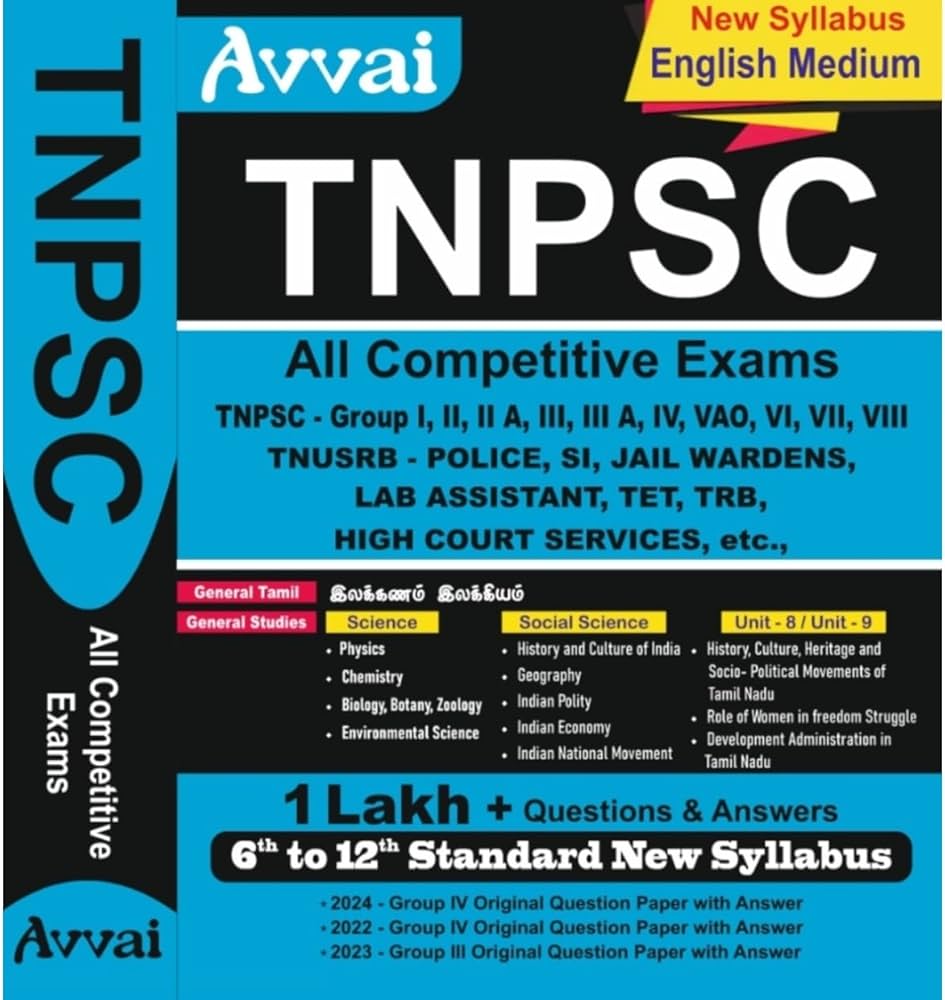 TNPSC
All Competitive
Exams
Avvai
Avvai
New Syllabus
English Medium
TNPSC
All Competitive Exams
TNPSC - Group I, II, II A, III, III A, IV, VAO, VI, VII, VIII
TNUSRB - POLICE, SI, JAIL WARDENS,
LAB ASSISTANT, TET, TRB,
HIGH COURT SERVICES, etc.,
General Tamil இலக்கணம் இலக்கியம்
General Studies
Science
• Physics
• Chemistry
• Biology, Botany, Zoology
• Environmental Science
Social Science
• History and Culture of India
• Geography
• Indian Polity
• Indian Economy
• Indian National Movement
Unit - 8 / Unit - 9
• History, Culture, Heritage and
Socio- Political Movements of
Tamil Nadu
• Role of Women in freedom Struggle
• Development Administration in
Tamil Nadu
1 Lakh + Questions & Answers
6th to 12th Standard New Syllabus
* 2024 - Group IV Original Question Paper with Answer
* 2022 - Group IV Original Question Paper with Answer
* 2023 - Group III Original Question Paper with Answer